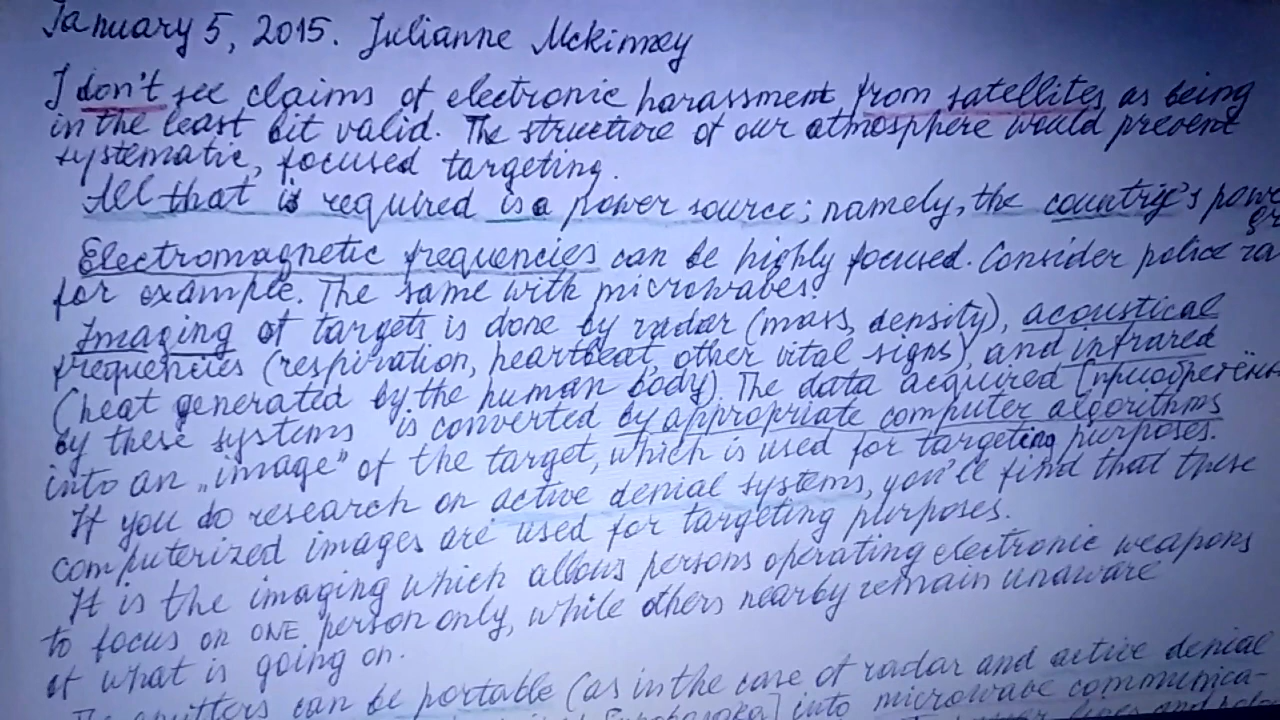 January 5, 2015. Julianne Mckinney
I don't see claims of electronic harassment from satellites as being
in the least bit valid. The structure of our atmosphere would prevent
systematic, focused targeting.
All that is required is a power source; namely, the country's power
gr
Electromagnetic frequencies can be highly focused. Consider police ra
for example. The same with microwaves.
Imaging of targets is done by radar (mass, density), acoustical
frequencies (respiration, heartbeat, other vital signs), and infrared
(heat generated by the human body). The data acquired
by these systems is converted by appropriate computer algorithms
into an „image" of the target, which is used for targeting purposes.
If you do research on active denial systems, you'll find that these
computerized images are used for targeting purposes.
It is the imaging which allows persons operating electronic weapons
to focus on ONE person only, while others nearby remain unaware
of what is going on.
can be portable (as in the case of radar and active denial
into microwave communica-